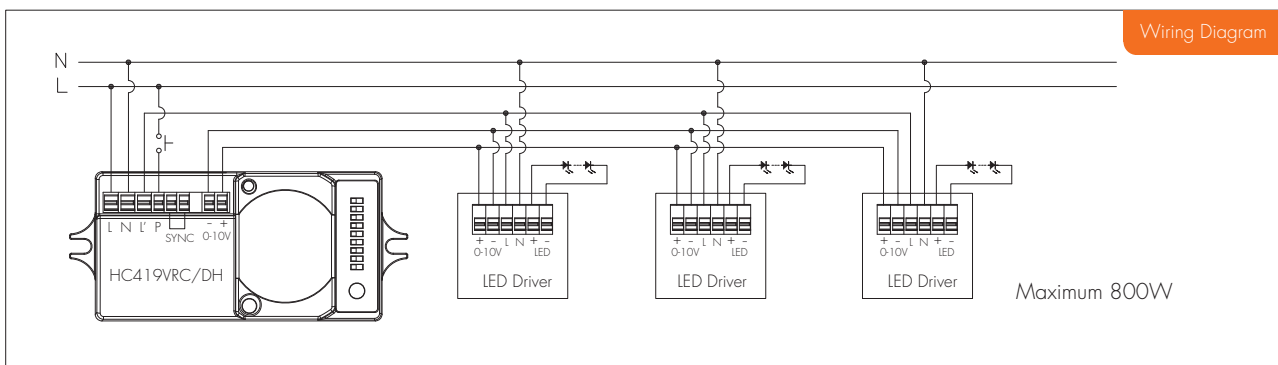 Wiring Diagram
N
L
L N L' P
SYNC
- +
0-10V
HC419VRC/DH
+ - L N + -
0-10V LED
LED Driver
+ - L N + -
0-10V LED
LED Driver
+ - L N + -
0-10V LED
LED Driver
Maximum 800W